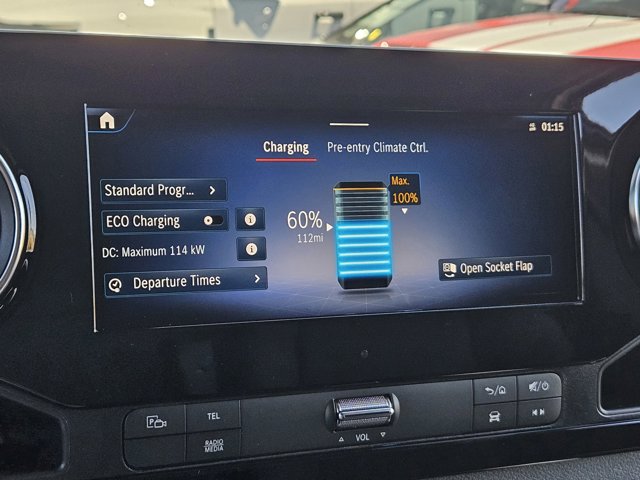 01:15
Charging
Pre-entry Climate Ctrl.
Standard Progr...
Max.
100%
ECO Charging
i
60%
112mi
DC: Maximum 114 kW
i
Departure Times
Open Socket Flap
P
TEL
RADIO
MEDIA
VOL